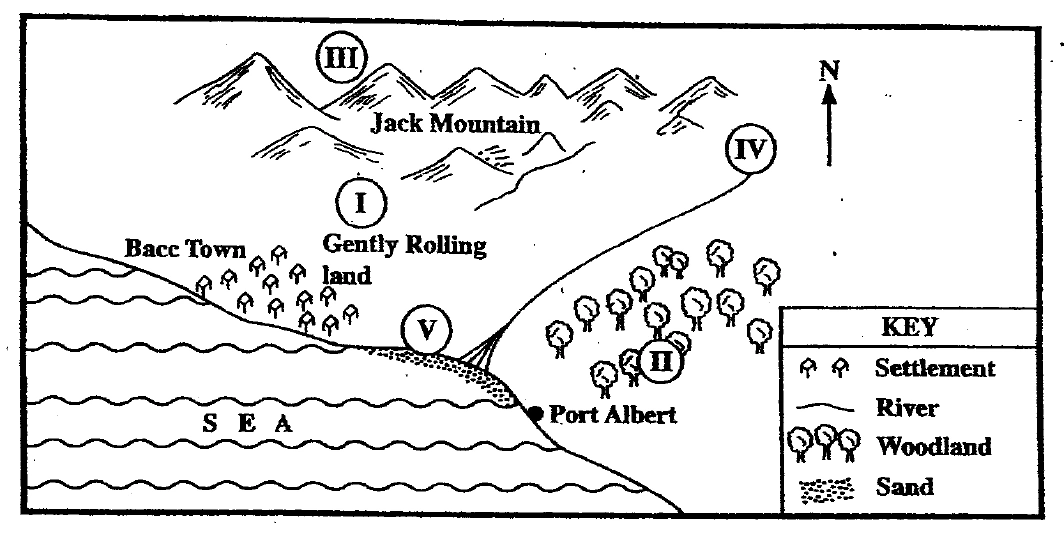 III
N
Jack Mountain
IV
I
Bacc Town
Gently Rolling
land
V
KEY
II
Settlement
Port Albert
River
S E A
Woodland
Sand